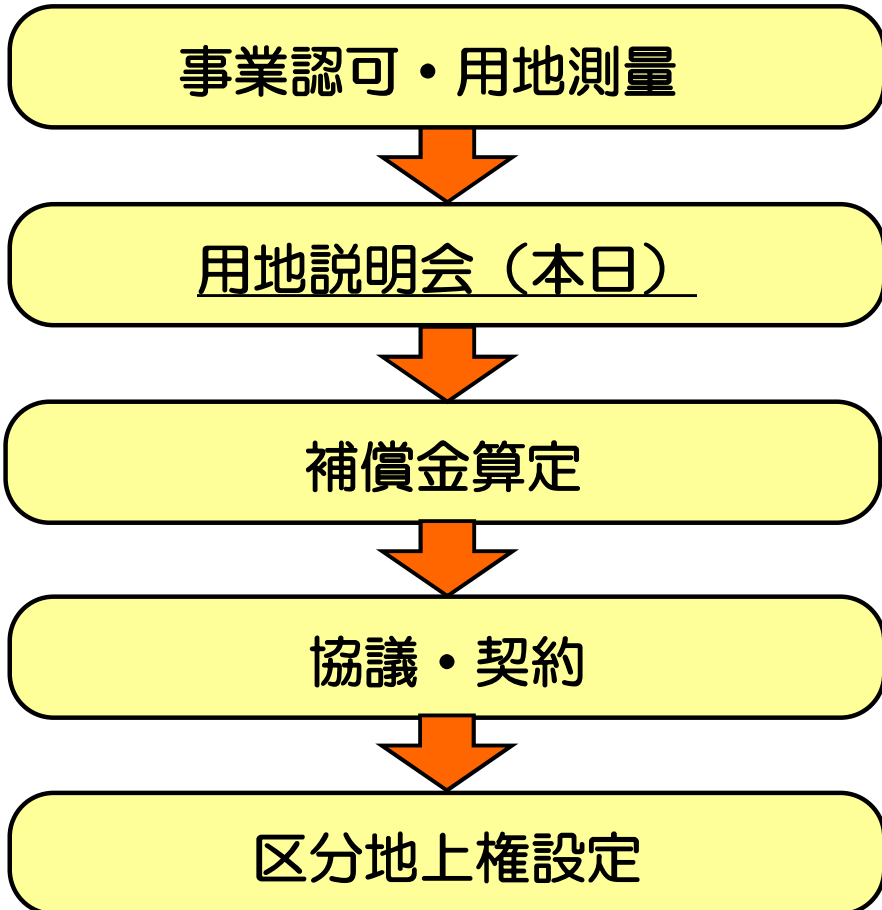 事業認可・用地測量
用地説明会（本日）
補償金算定
協議・契約
区分地上権設定